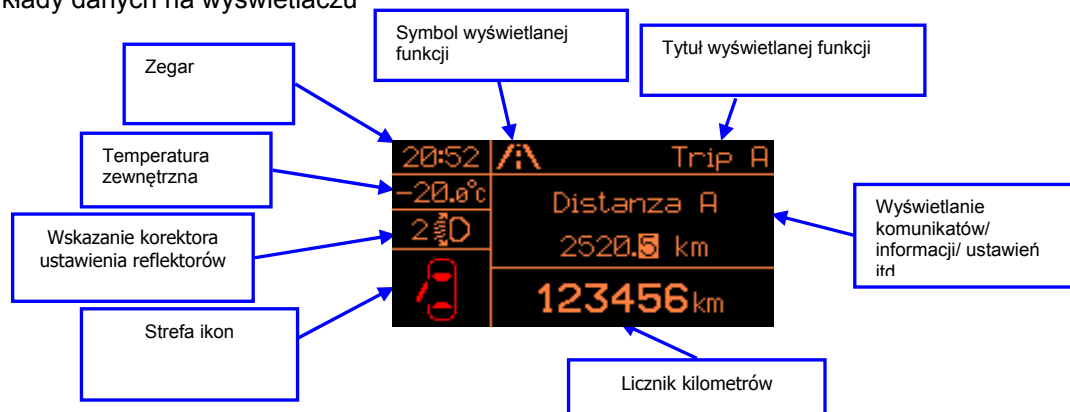 kłady danych na wyświetlaczu
Symbol wyświetlanej
funkcji
Tytuł wyświetlanej funkcji
Zegar
Temperatura
zewnętrzna
Wskazanie korektora
ustawienia reflektorów
Strefa ikon
20:52
Trip A
-20.0°c
Distanza A
2
2520.5 km
123456km
Wyświetlanie
komunikatów/
informacji/ ustawień
itd
Licznik kilometrów